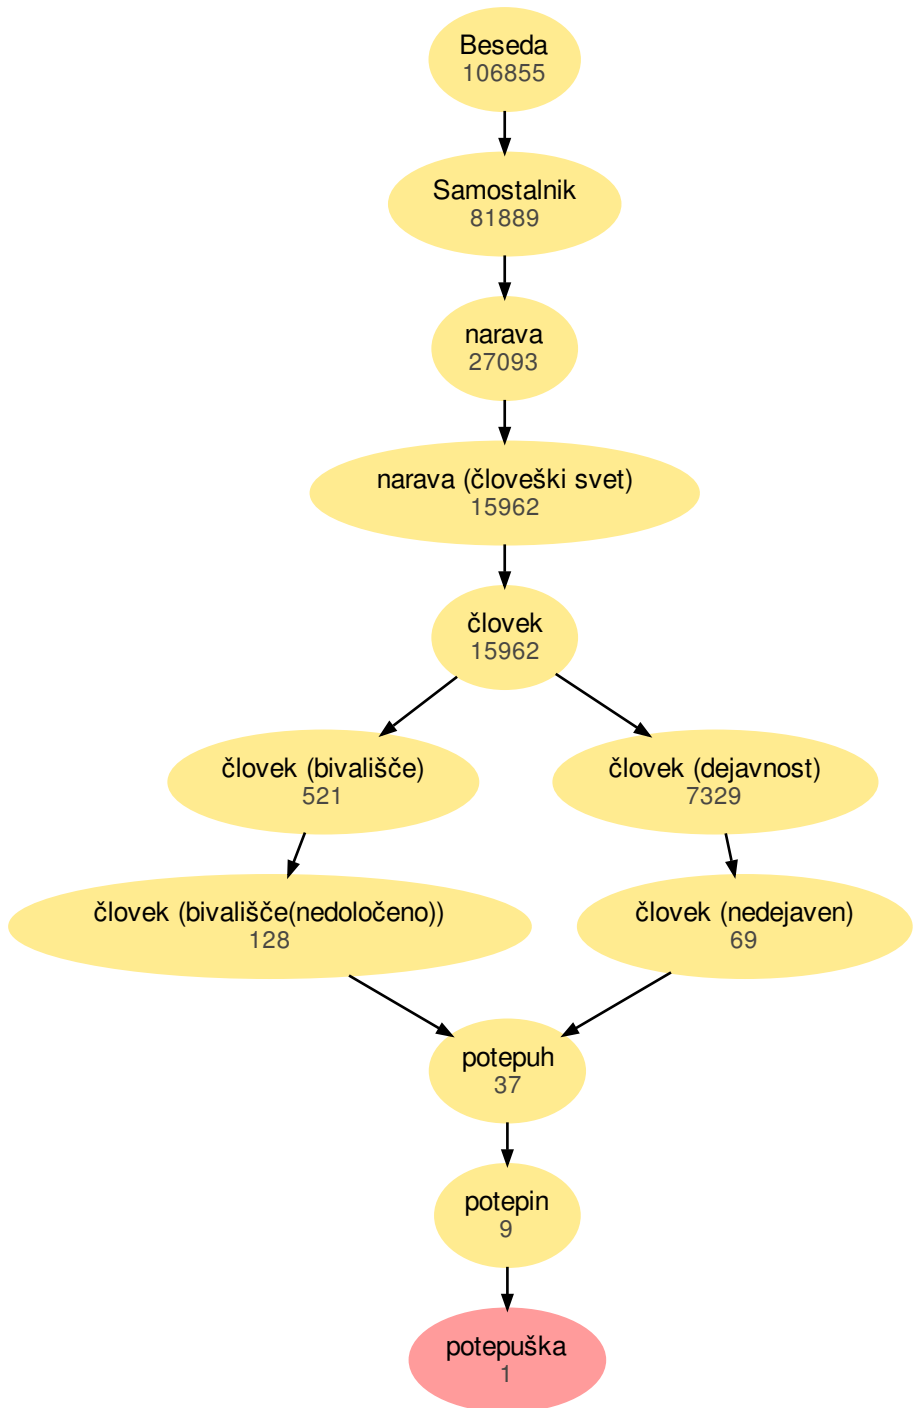 Beseda
106855
Samostalnik
81889
narava
27093
narava (človeški svet)
15962
človek
15962
človek (bivališče)
521
človek (dejavnost)
7329
človek (bivališče(nedoločeno))
128
človek (nedejaven)
69
potepuh
37
potepin
9
potepuška
1